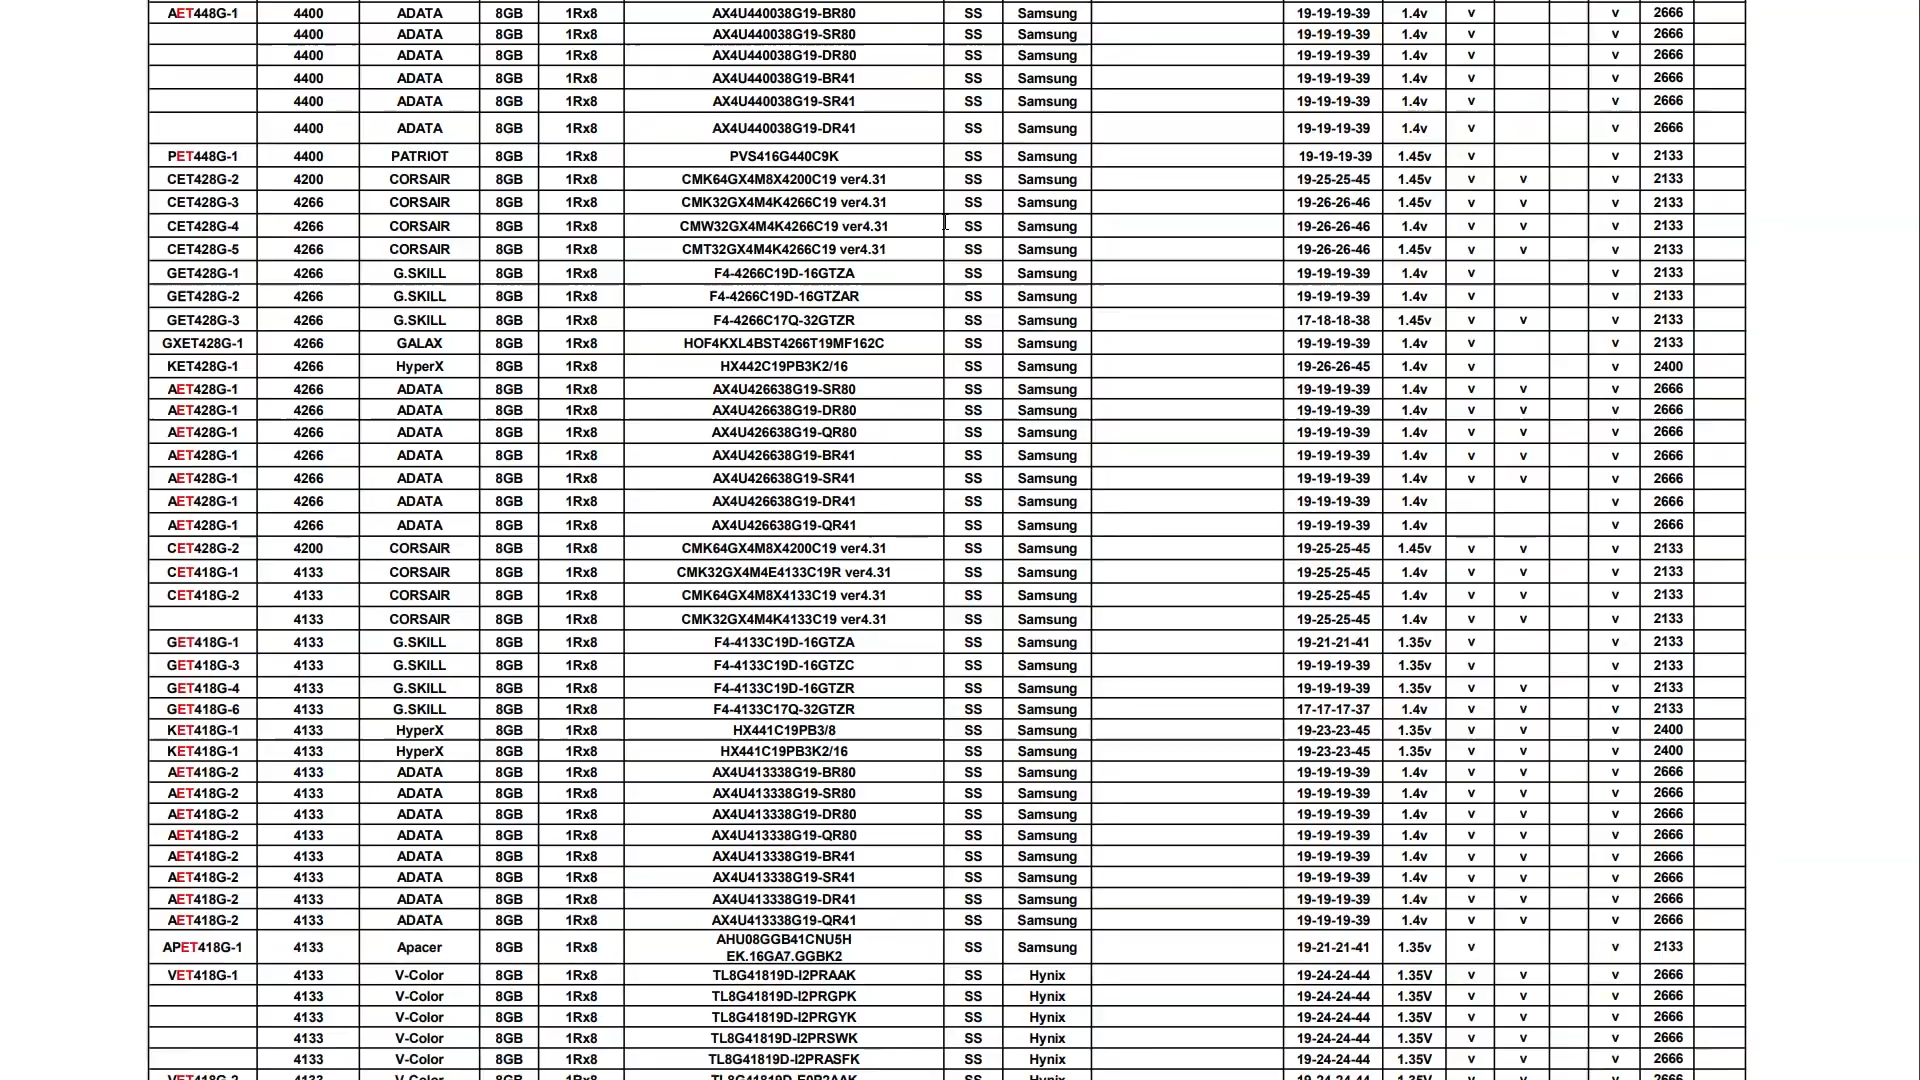 AET448G-1 4400 ADATA 8GB 1Rx8 AX4U440038G19-BR80 SS Samsung 19-19-19-39 1.4v v v 2666
4400 ADATA 8GB 1Rx8 AX4U440038G19-SR80 SS Samsung 19-19-19-39 1.4v v v 2666
4400 ADATA 8GB 1Rx8 AX4U440038G19-DR80 SS Samsung 19-19-19-39 1.4v v v 2666
4400 ADATA 8GB 1Rx8 AX4U440038G19-BR41 SS Samsung 19-19-19-39 1.4v v v 2666
4400 ADATA 8GB 1Rx8 AX4U440038G19-SR41 SS Samsung 19-19-19-39 1.4v v v 2666
4400 ADATA 8GB 1Rx8 AX4U440038G19-DR41 SS Samsung 19-19-19-39 1.4v v v 2666
PET448G-1 4400 PATRIOT 8GB 1Rx8 PVS416G440C9K SS Samsung 19-19-19-39 1.45v v v 2133
CET428G-2 4200 CORSAIR 8GB 1Rx8 CMK64GX4M8X4200C19 ver4.31 SS Samsung 19-25-25-45 1.45v v v v 2133
CET428G-3 4266 CORSAIR 8GB 1Rx8 CMK32GX4M4K4266C19 ver4.31 SS Samsung 19-26-26-46 1.45v v v v 2133
CET428G-4 4266 CORSAIR 8GB 1Rx8 CMW32GX4M4K4266C19 ver4.31 SS Samsung 19-26-26-46 1.4v v v v 2133
CET428G-5 4266 CORSAIR 8GB 1Rx8 CMT32GX4M4K4266C19 ver4.31 SS Samsung 19-26-26-46 1.45v v v v 2133
GET428G-1 4266 G.SKILL 8GB 1Rx8 F4-4266C19D-16GTZA SS Samsung 19-19-19-39 1.4v v v 2133
GET428G-2 4266 G.SKILL 8GB 1Rx8 F4-4266C19D-16GTZAR SS Samsung 19-19-19-39 1.4v v v 2133
GET428G-3 4266 G.SKILL 8GB 1Rx8 F4-4266C17Q-32GTZR SS Samsung 17-18-18-38 1.45v v v v 2133
GXET428G-1 4266 GALAX 8GB 1Rx8 HOF4KXL4BST4266T19MF162C SS Samsung 19-19-19-39 1.4v v v 2133
KET428G-1 4266 HyperX 8GB 1Rx8 HX442C19PB3K2/16 SS Samsung 19-26-26-45 1.4v v v 2400
AET428G-1 4266 ADATA 8GB 1Rx8 AX4U426638G19-SR80 SS Samsung 19-19-19-39 1.4v v v v 2666
AET428G-1 4266 ADATA 8GB 1Rx8 AX4U426638G19-DR80 SS Samsung 19-19-19-39 1.4v v v v 2666
AET428G-1 4266 ADATA 8GB 1Rx8 AX4U426638G19-QR80 SS Samsung 19-19-19-39 1.4v v v v 2666
AET428G-1 4266 ADATA 8GB 1Rx8 AX4U426638G19-BR41 SS Samsung 19-19-19-39 1.4v v v v 2666
AET428G-1 4266 ADATA 8GB 1Rx8 AX4U426638G19-SR41 SS Samsung 19-19-19-39 1.4v v v v 2666
AET428G-1 4266 ADATA 8GB 1Rx8 AX4U426638G19-DR41 SS Samsung 19-19-19-39 1.4v v 2666
AET428G-1 4266 ADATA 8GB 1Rx8 AX4U426638G19-QR41 SS Samsung 19-19-19-39 1.4v v 2666
CET428G-2 4200 CORSAIR 8GB 1Rx8 CMK64GX4M8X4200C19 ver4.31 SS Samsung 19-25-25-45 1.45v v v v 2133
CET418G-1 4133 CORSAIR 8GB 1Rx8 CMK32GX4M4E4133C19R ver4.31 SS Samsung 19-25-25-45 1.4v v v v 2133
CET418G-2 4133 CORSAIR 8GB 1Rx8 CMK64GX4M8X4133C19 ver4.31 SS Samsung 19-25-25-45 1.4v v v v 2133
4133 CORSAIR 8GB 1Rx8 CMK32GX4M4K4133C19 ver4.31 SS Samsung 19-25-25-45 1.4v v v v 2133
GET418G-1 4133 G.SKILL 8GB 1Rx8 F4-4133C19D-16GTZA SS Samsung 19-21-21-41 1.35v v v 2133
GET418G-3 4133 G.SKILL 8GB 1Rx8 F4-4133C19D-16GTZC SS Samsung 19-19-19-39 1.35v v v 2133
GET418G-4 4133 G.SKILL 8GB 1Rx8 F4-4133C19D-16GTZR SS Samsung 19-19-19-39 1.35v v v v 2133
GET418G-6 4133 G.SKILL 8GB 1Rx8 F4-4133C17Q-32GTZR SS Samsung 17-17-17-37 1.4v v v v 2133
KET418G-1 4133 HyperX 8GB 1Rx8 HX441C19PB3/8 SS Samsung 19-23-23-45 1.35v v v v 2400
KET418G-1 4133 HyperX 8GB 1Rx8 HX441C19PB3K2/16 SS Samsung 19-23-23-45 1.35v v v v 2400
AET418G-2 4133 ADATA 8GB 1Rx8 AX4U413338G19-BR80 SS Samsung 19-19-19-39 1.4v v v v 2666
AET418G-2 4133 ADATA 8GB 1Rx8 AX4U413338G19-SR80 SS Samsung 19-19-19-39 1.4v v v v 2666
AET418G-2 4133 ADATA 8GB 1Rx8 AX4U413338G19-DR80 SS Samsung 19-19-19-39 1.4v v v v 2666
AET418G-2 4133 ADATA 8GB 1Rx8 AX4U413338G19-QR80 SS Samsung 19-19-19-39 1.4v v v v 2666
AET418G-2 4133 ADATA 8GB 1Rx8 AX4U413338G19-BR41 SS Samsung 19-19-19-39 1.4v v v v 2666
AET418G-2 4133 ADATA 8GB 1Rx8 AX4U413338G19-SR41 SS Samsung 19-19-19-39 1.4v v v v 2666
AET418G-2 4133 ADATA 8GB 1Rx8 AX4U413338G19-DR41 SS Samsung 19-19-19-39 1.4v v v v 2666
AET418G-2 4133 ADATA 8GB 1Rx8 AX4U413338G19-QR41 SS Samsung 19-19-19-39 1.4v v v v 2666
APET418G-1 4133 Apacer 8GB 1Rx8 AHU08GGB41CNU5H
EK.16GA7.GGBK2 SS Samsung 19-21-21-41 1.35v v v 2133
VET418G-1 4133 V-Color 8GB 1Rx8 TL8G41819D-I2PRAAK SS Hynix 19-24-24-44 1.35V v v v 2666
4133 V-Color 8GB 1Rx8 TL8G41819D-I2PRGPK SS Hynix 19-24-24-44 1.35V v v v 2666
4133 V-Color 8GB 1Rx8 TL8G41819D-I2PRGYK SS Hynix 19-24-24-44 1.35V v v v 2666
4133 V-Color 8GB 1Rx8 TL8G41819D-I2PRSWK SS Hynix 19-24-24-44 1.35V v v v 2666
4133 V-Color 8GB 1Rx8 TL8G41819D-I2PRASFK SS Hynix 19-24-24-44 1.35V v v v 2666
4133 V-Color 8GB 1Rx8 SS Hynix 19-24-24-44 1.35V v v v 2666